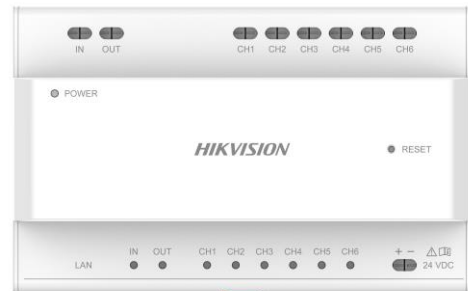 IN OUT CH1 CH2 CH3 CH4 CH5 CH6
POWER
HIKVISION
RESET
IN OUT CH1 CH2 CH3 CH4 CH5 CH6 + -
LAN 24 VDC